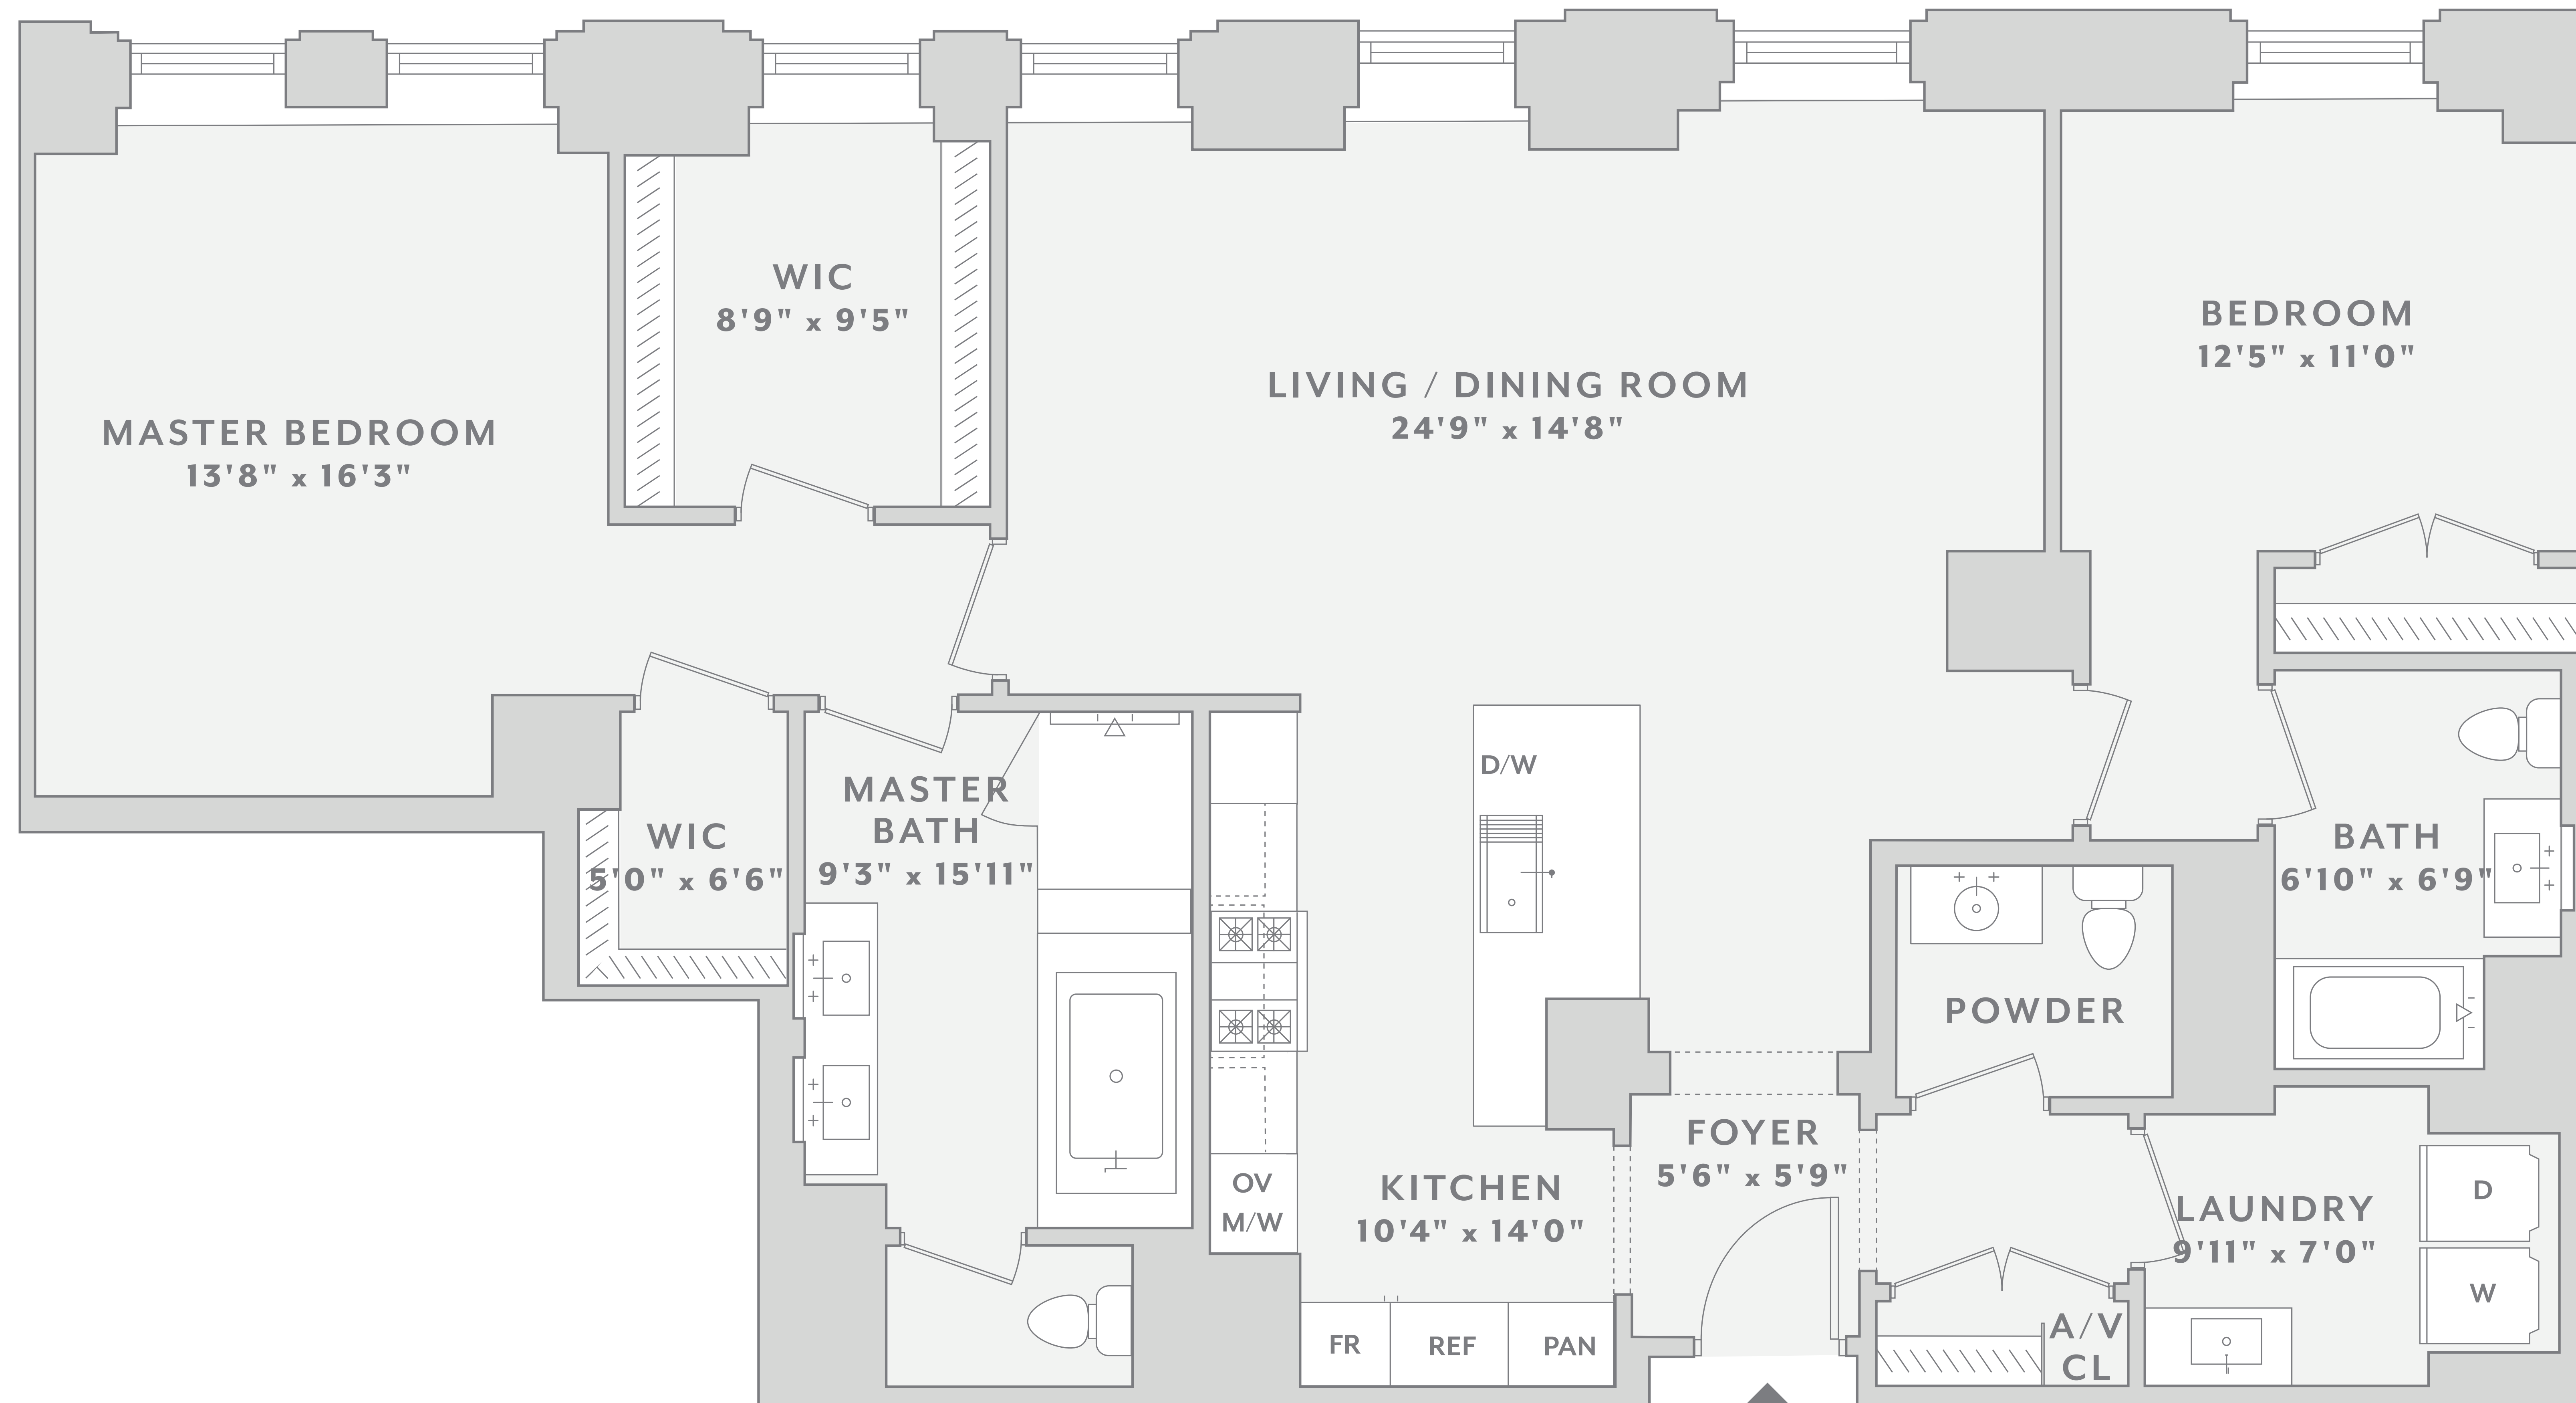 WIC
8'9" x 9'5"
BEDROOM
12'5" x 11'0"
LIVING / DINING ROOM
24'9" x 14'8"
MASTER BEDROOM
13'8" x 16'3"
D/W
MASTER
BATH
9'3" x 15'11"
WIC
5'0" x 6'6"
BATH
6'10" x 6'9"
POWDER
FOYER
5'6" x 5'9"
KITCHEN
10'4" x 14'0"
OV
M/W
LAUNDRY
9'11" x 7'0"
D
W
FR
REF
PAN
A/V
CL